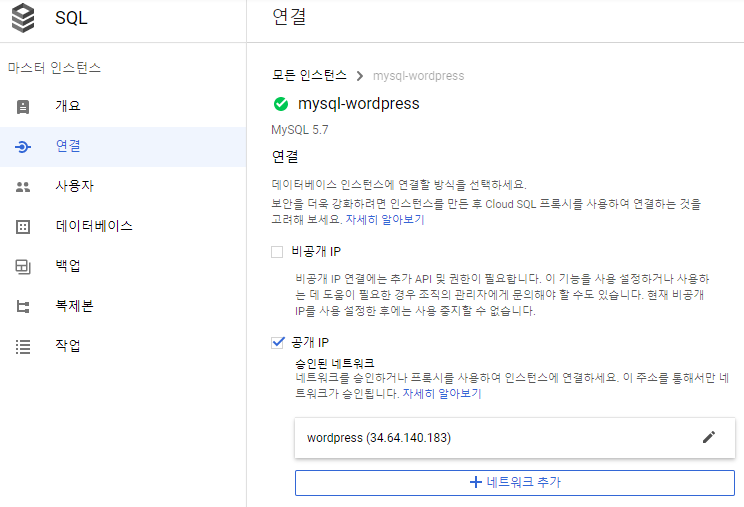 SQL
연결
마스터 인스턴스
개요
연결
사용자
데이터베이스
백업
복제본
작업
모든 인스턴스 > mysql-wordpress
mysql-wordpress
MySQL 5.7
연결
데이터베이스 인스턴스에 연결할 방식을 선택하세요.
보안을 더욱 강화하려면 인스턴스를 만든 후 Cloud SQL 프록시를 사용하여 연결하는 것을
고려해 보세요. 자세히 알아보기
비공개 IP
비공개 IP 연결에는 추가 API 및 권한이 필요합니다. 이 기능을 사용 설정하거나 사용하
는 데 도움이 필요한 경우 조직의 관리자에게 문의해야 할 수도 있습니다. 현재 비공개
IP를 사용 설정한 후에는 사용 중지할 수 없습니다.
공개 IP
승인된 네트워크
네트워크를 승인하거나 프록시를 사용하여 인스턴스에 연결하세요. 이 주소를 통해서만 네
트워크가 승인됩니다. 자세히 알아보기
wordpress (34.64.140.183)
+ 네트워크 추가